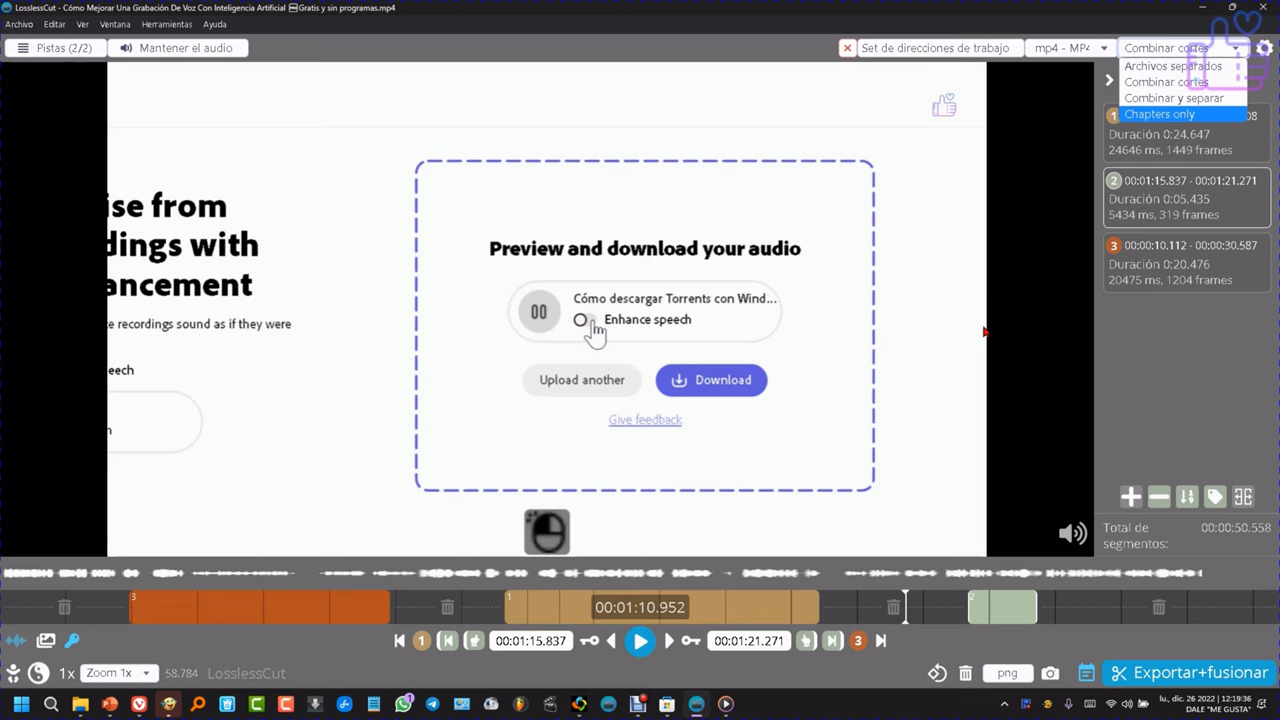 LosslessCut - Cómo Mejorar Una Grabación De Voz Con Inteligencia Artificial Gratis y sin programas.mp4
Archivo Editar Ver Ventana Herramientas Ayuda
Pistas (2/2) Mantener el audio Set de direcciones de trabajo mp4 - MP4 Combinar cortes
Archivos separados
Combinar cortes
Combinar y separar
Chapters only
1 08
Duración 0:24.647
24646 ms, 1449 frames
2 00:01:15.837 - 00:01:21.271
Duración 0:05.435
5434 ms, 319 frames
3 00:00:10.112 - 00:00:30.587
Duración 0:20.476
20475 ms, 1204 frames
ise from
dings with
ancement
e recordings sound as if they were
eech
n
Preview and download your audio
Cómo descargar Torrents con Wind...
Enhance speech
Upload another Download
Give feedback
Total de segmentos: 00:00:50.558
3 1 00:01:10.952 2
1 00:01:15.837 00:01:21.271 3
1x Zoom 1x 58.784 LosslessCut png Exportar+fusionar
1
lu., dic. 26 2022 12:19:36
DALE "ME GUSTA"